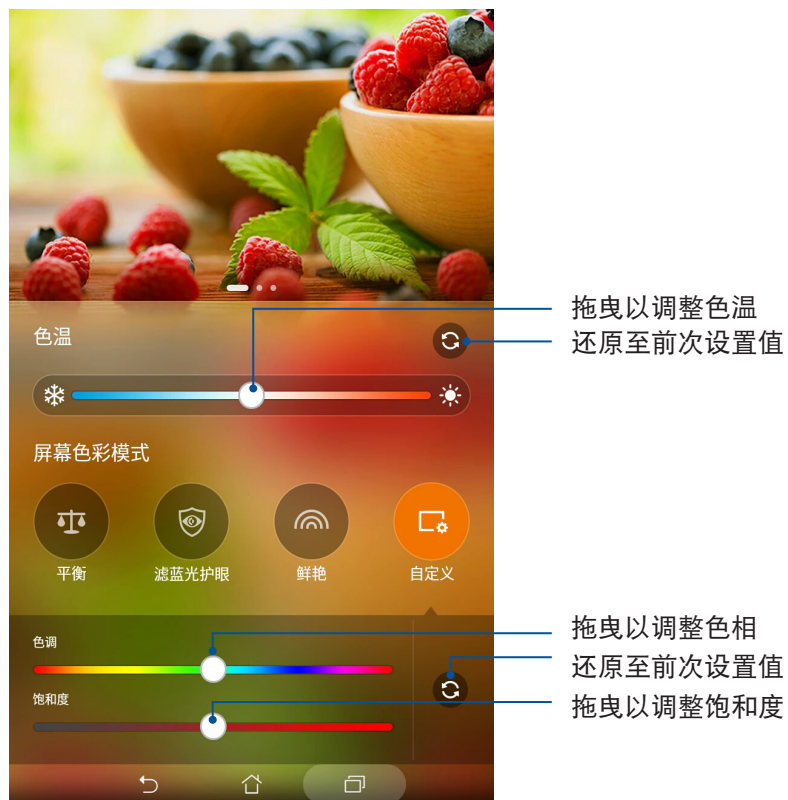 拖曳以调整色温
色温
还原至前次设置值
屏幕色彩模式
平衡
滤蓝光护眼
鲜艳
自定义
拖曳以调整色相
色调
还原至前次设置值
饱和度
拖曳以调整饱和度